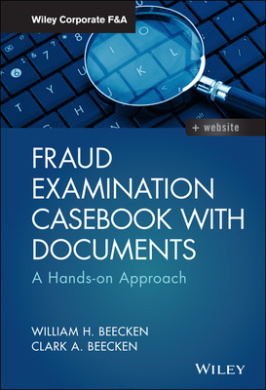 Wiley Corporate F&A
+ website
FRAUD
EXAMINATION
CASEBOOK WITH
DOCUMENTS
A Hands-on Approach
WILLIAM H. BEECKEN
CLARK A. BEECKEN
WILEY